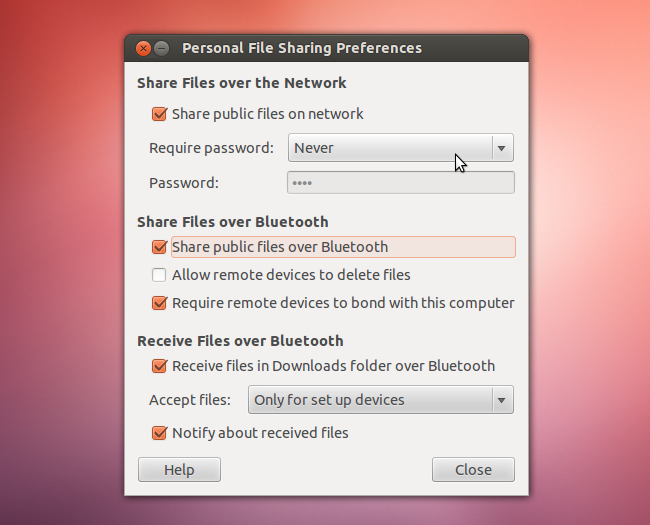 Personal File Sharing Preferences
Share Files over the Network
Share public files on network
Require password: Never
Password: ••••
Share Files over Bluetooth
Share public files over Bluetooth
Allow remote devices to delete files
Require remote devices to bond with this computer
Receive Files over Bluetooth
Receive files in Downloads folder over Bluetooth
Accept files: Only for set up devices
Notify about received files
Help Close